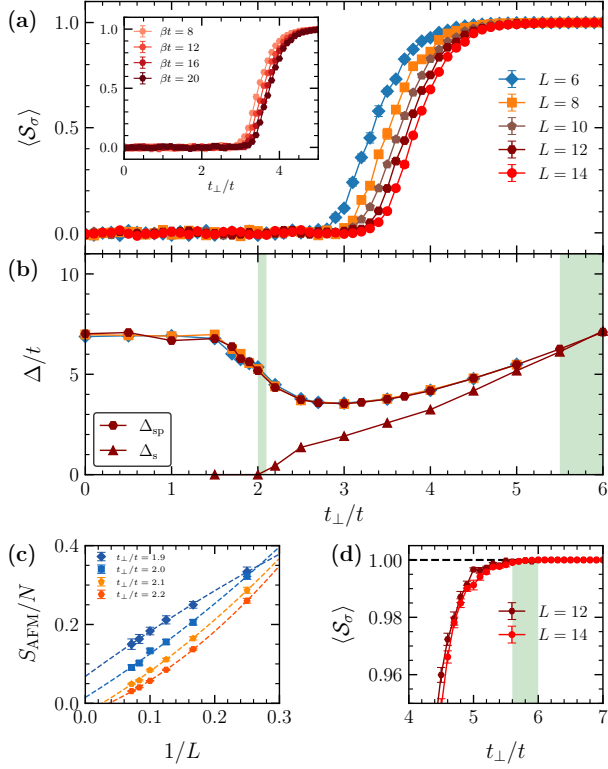 (a)
⟨S_σ⟩
1.0
0.5
0.0
1.0
0.5
0.0
0
2
4
t⊥/t
βt = 8
βt = 12
βt = 16
βt = 20
L = 6
L = 8
L = 10
L = 12
L = 14
(b)
Δ/t
10
5
0
Δsp
Δs
0
1
2
3
4
5
6
t⊥/t
(c)
S_AFM/N
0.4
0.2
0.0
t⊥/t = 1.9
t⊥/t = 2.0
t⊥/t = 2.1
t⊥/t = 2.2
0.0
0.1
0.2
0.3
1/L
(d)
⟨S_σ⟩
1.00
0.98
0.96
L = 12
L = 14
4
5
6
7
t⊥/t